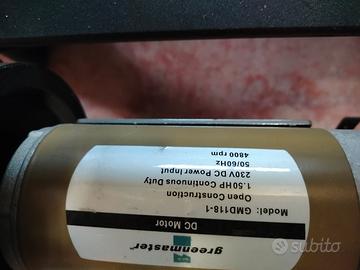 greenmaster
DC Motor
Model: GMD118-1
Open Construction
1.50HP Continuous Duty
230V DC Power Input
50/60Hz
4800 rpm
subito